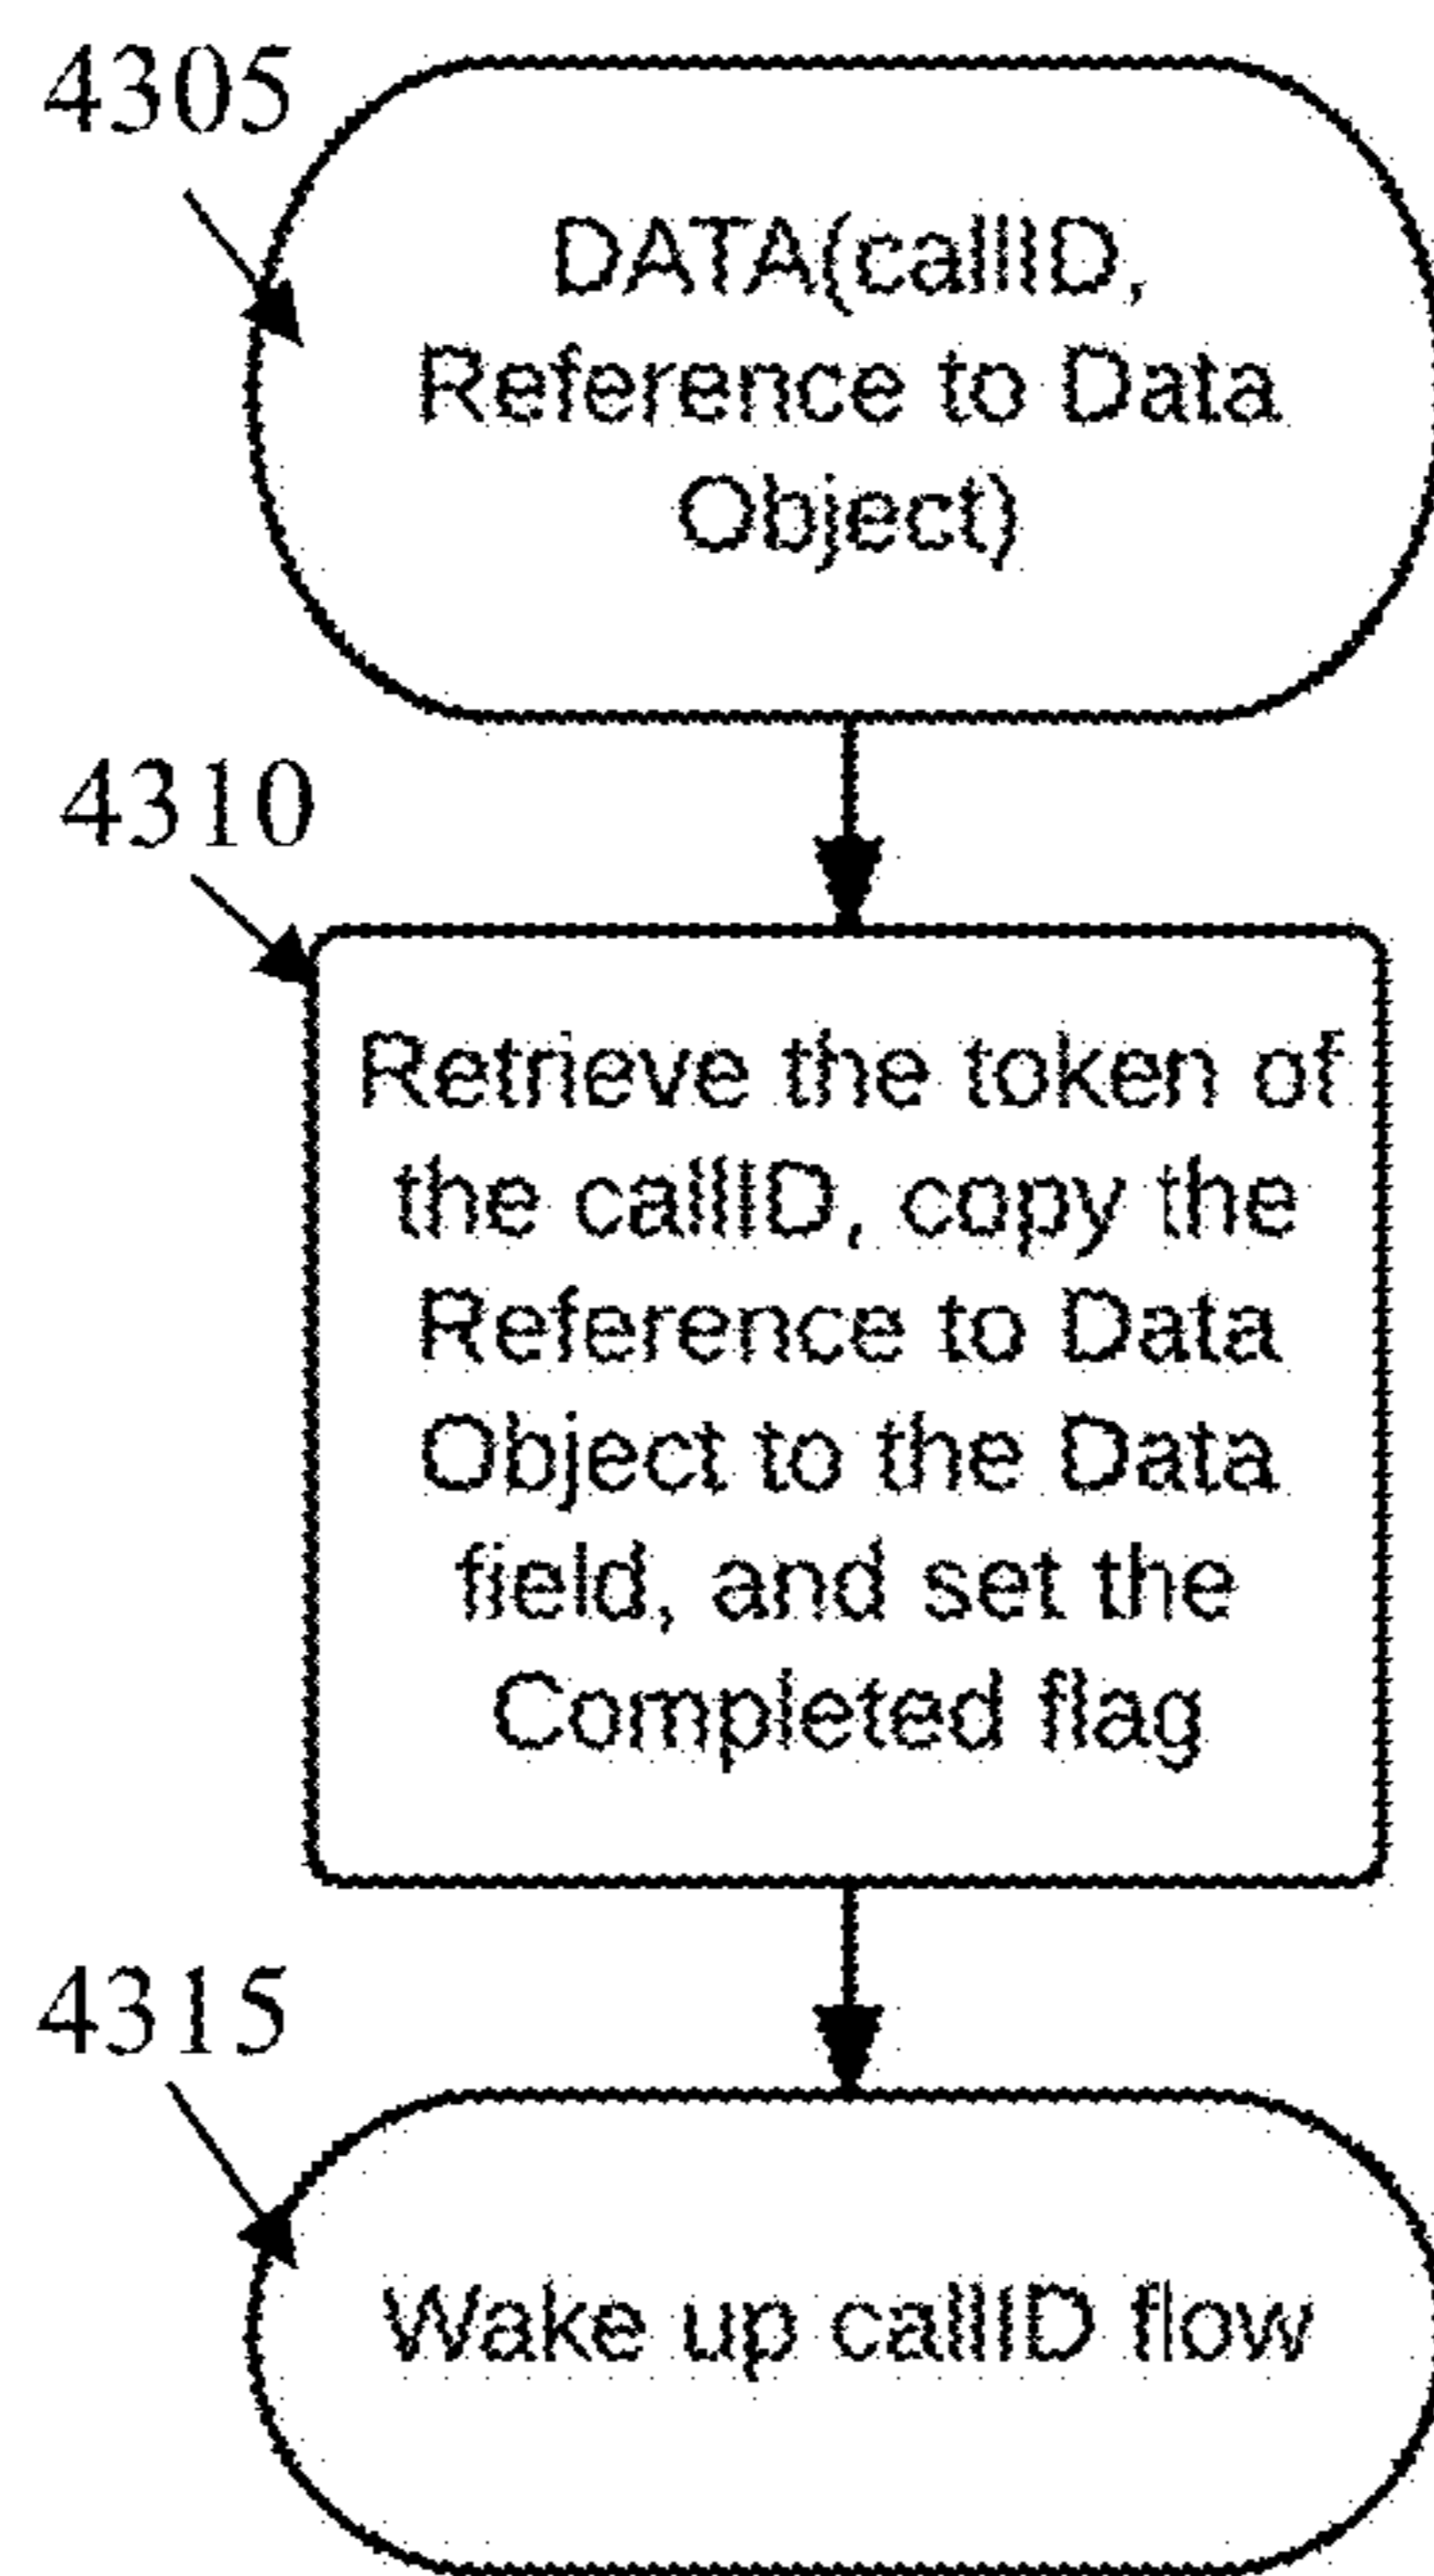 4305
DATA(callID,
Reference to Data
Object)
4310
Retrieve the token of
the callID, copy the
Reference to Data
Object to the Data
field, and set the
Completed flag
4315
Wake up callID flow